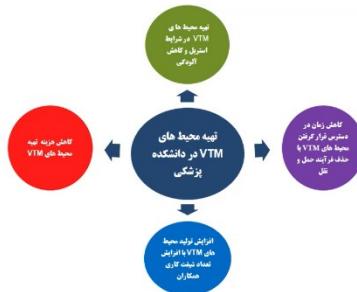 تهیه محیط های
VTM در شرایط
استریل و کاهش
آلودگی
کاهش زمان در
دسترس قرار گرفتن
محیط های VTM با
حذف فرآیند حمل و
نقل
تهیه محیط های
VTM در دانشکده
پزشکی
کاهش هزینه تهیه
محیط های VTM
افزایش تولید محیط
های VTM با افزایش
تعداد شیفت کاری
همکاران